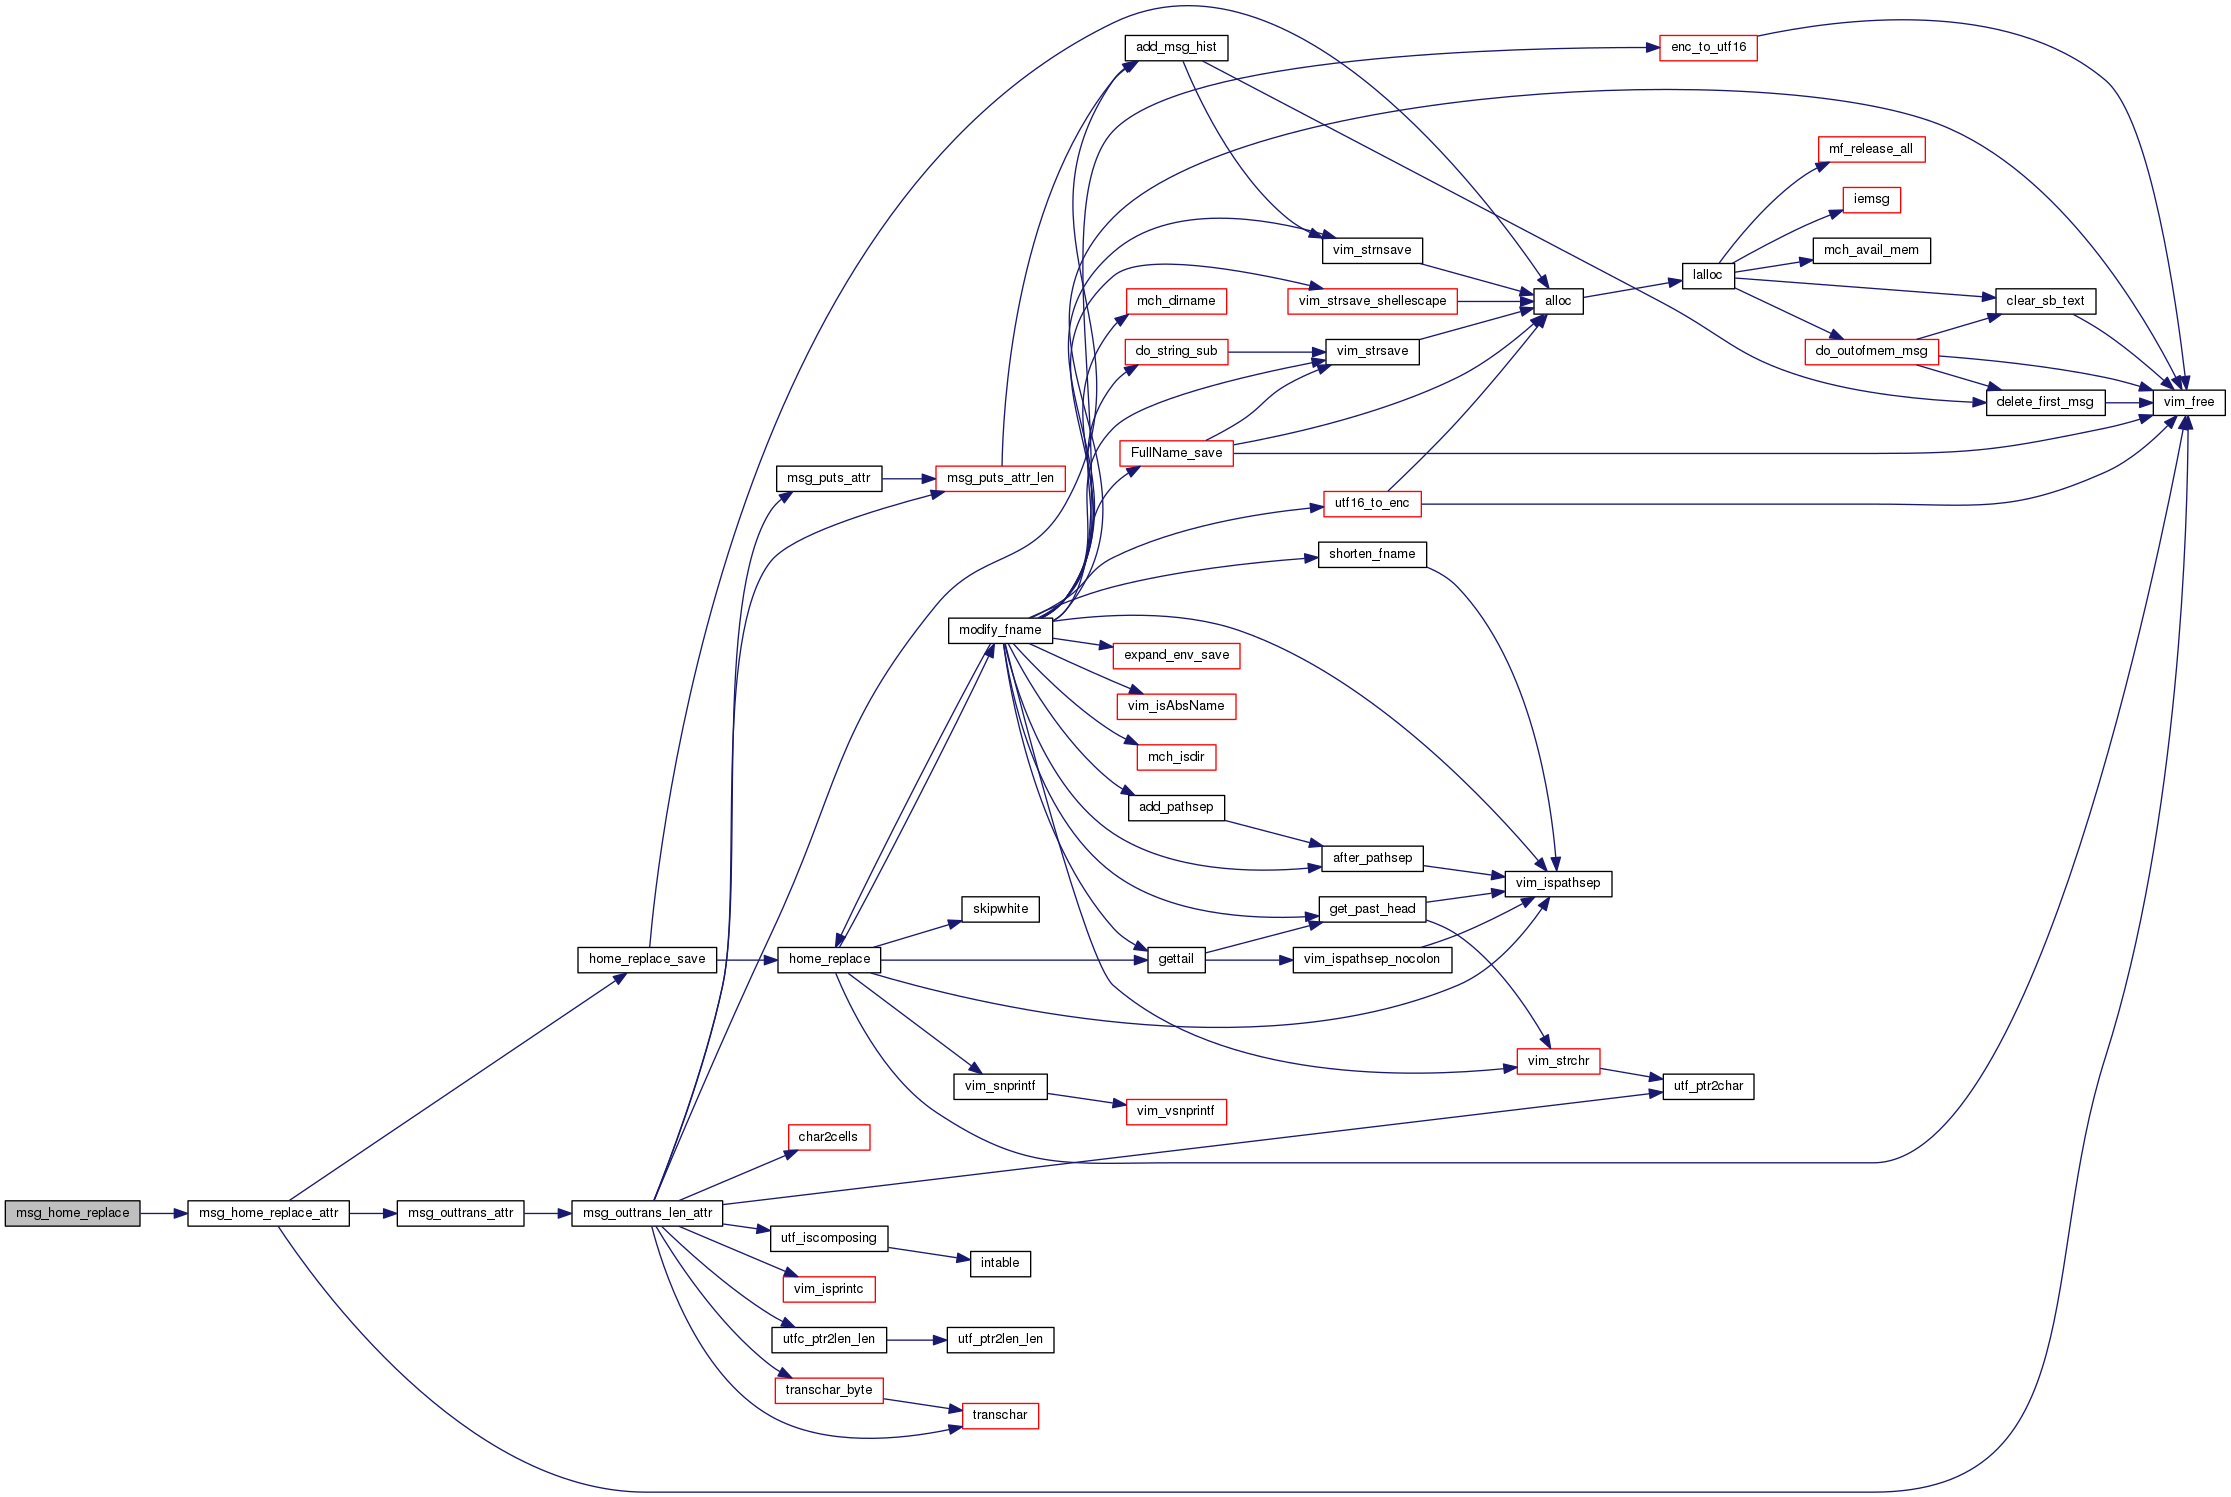 add_msg_hist
enc_to_utf16
mf_release_all
iemsg
vim_strnsave
mch_avail_mem
lalloc
mch_dirname
vim_strsave_shellescape
alloc
clear_sb_text
do_string_sub
vim_strsave
do_outofmem_msg
delete_first_msg
vim_free
FullName_save
msg_puts_attr
msg_puts_attr_len
utf16_to_enc
shorten_fname
modify_fname
expand_env_save
vim_isAbsName
mch_isdir
add_pathsep
after_pathsep
vim_ispathsep
skipwhite
get_past_head
home_replace_save
home_replace
gettail
vim_ispathsep_nocolon
vim_strchr
vim_snprintf
utf_ptr2char
vim_vsnprintf
char2cells
msg_home_replace
msg_home_replace_attr
msg_outtrans_attr
msg_outtrans_len_attr
utf_iscomposing
intable
vim_isprintc
utfc_ptr2len_len
utf_ptr2len_len
transchar_byte
transchar